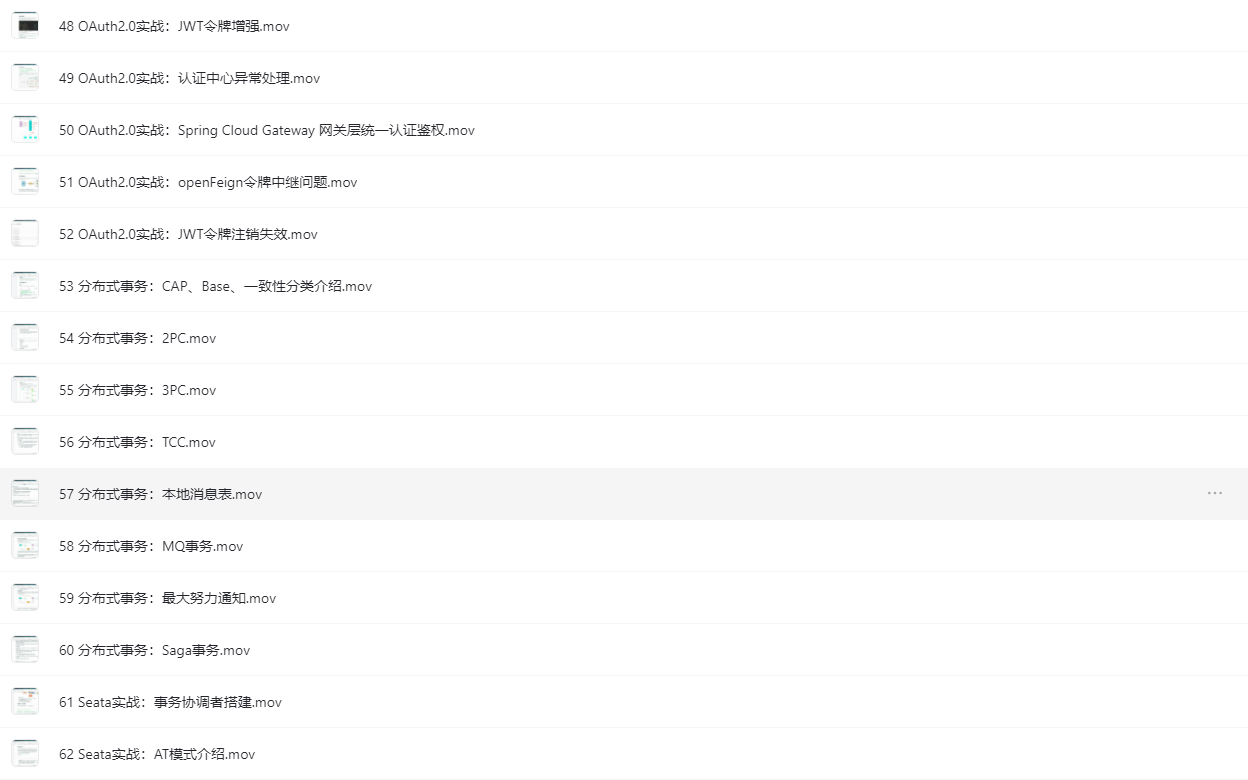 48 OAuth2.0实战：JWT令牌增强.mov
49 OAuth2.0实战：认证中心异常处理.mov
50 OAuth2.0实战：Spring Cloud Gateway 网关层统一认证鉴权.mov
51 OAuth2.0实战：openFeign令牌中继问题.mov
52 OAuth2.0实战：JWT令牌注销失效.mov
53 分布式事务：CAP、Base、一致性分类介绍.mov
54 分布式事务：2PC.mov
55 分布式事务：3PC.mov
56 分布式事务：TCC.mov
57 分布式事务：本地消息表.mov
58 分布式事务：MQ事务.mov
59 分布式事务：最大努力通知.mov
60 分布式事务：Saga事务.mov
61 Seata实战：事务协调者搭建.mov
62 Seata实战：AT模式介绍.mov